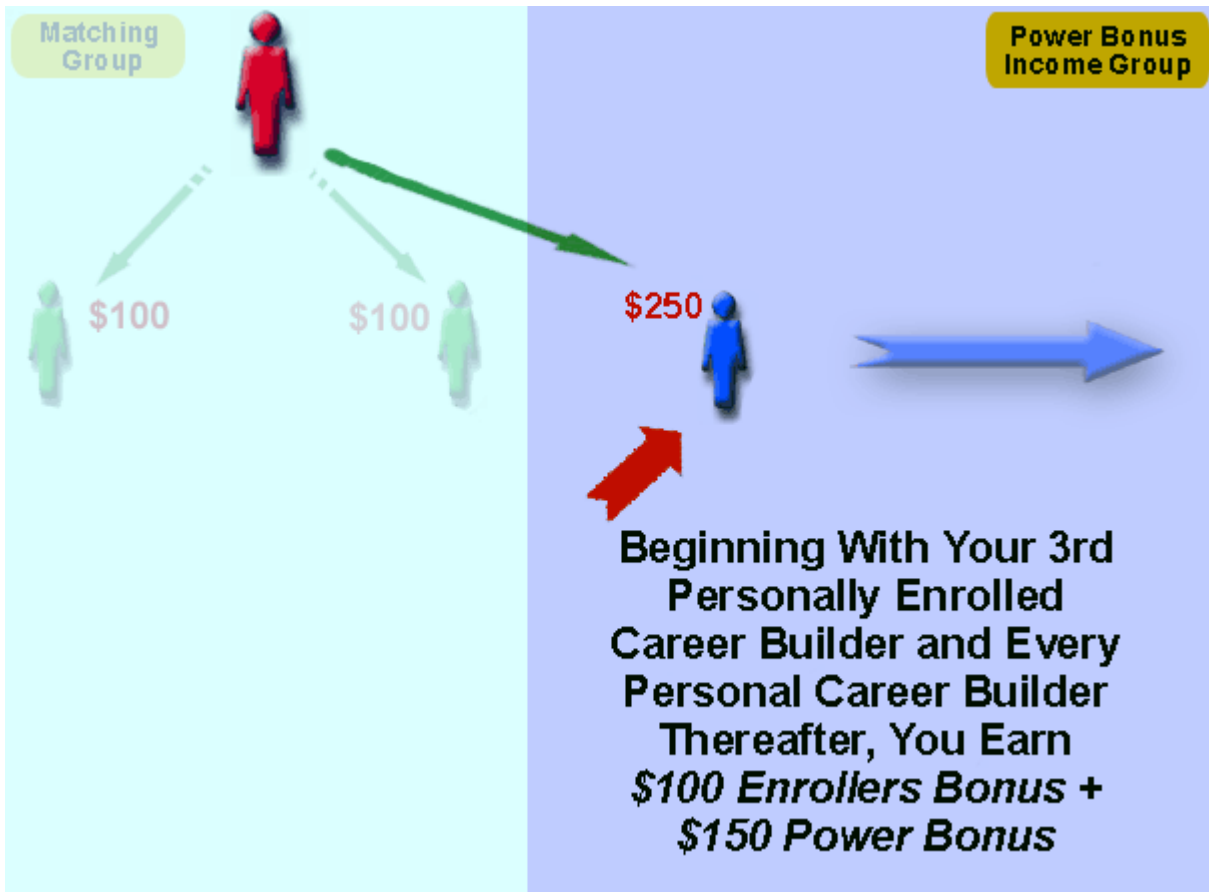 Matching
Group
Power Bonus
Income Group
$100
$100
$250
Beginning With Your 3rd
Personally Enrolled
Career Builder and Every
Personal Career Builder
Thereafter, You Earn
$100 Enrollers Bonus +
$150 Power Bonus